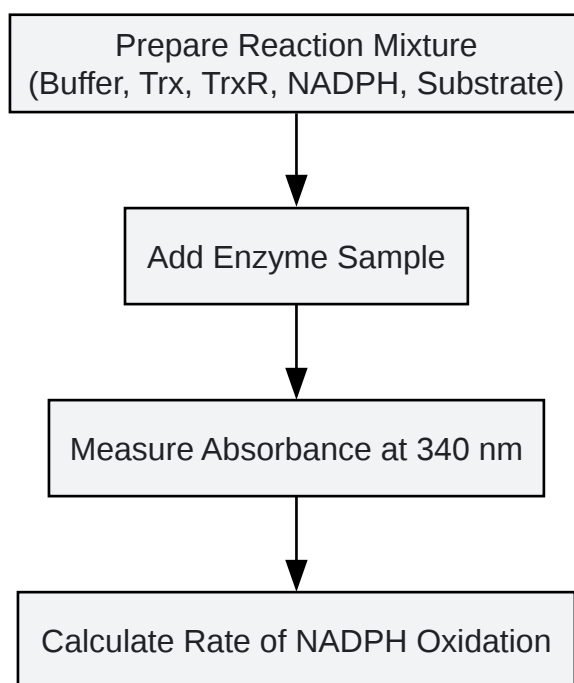 Prepare Reaction Mixture
(Buffer, Trx, TrxR, NADPH, Substrate)
Add Enzyme Sample
Measure Absorbance at 340 nm
Calculate Rate of NADPH Oxidation